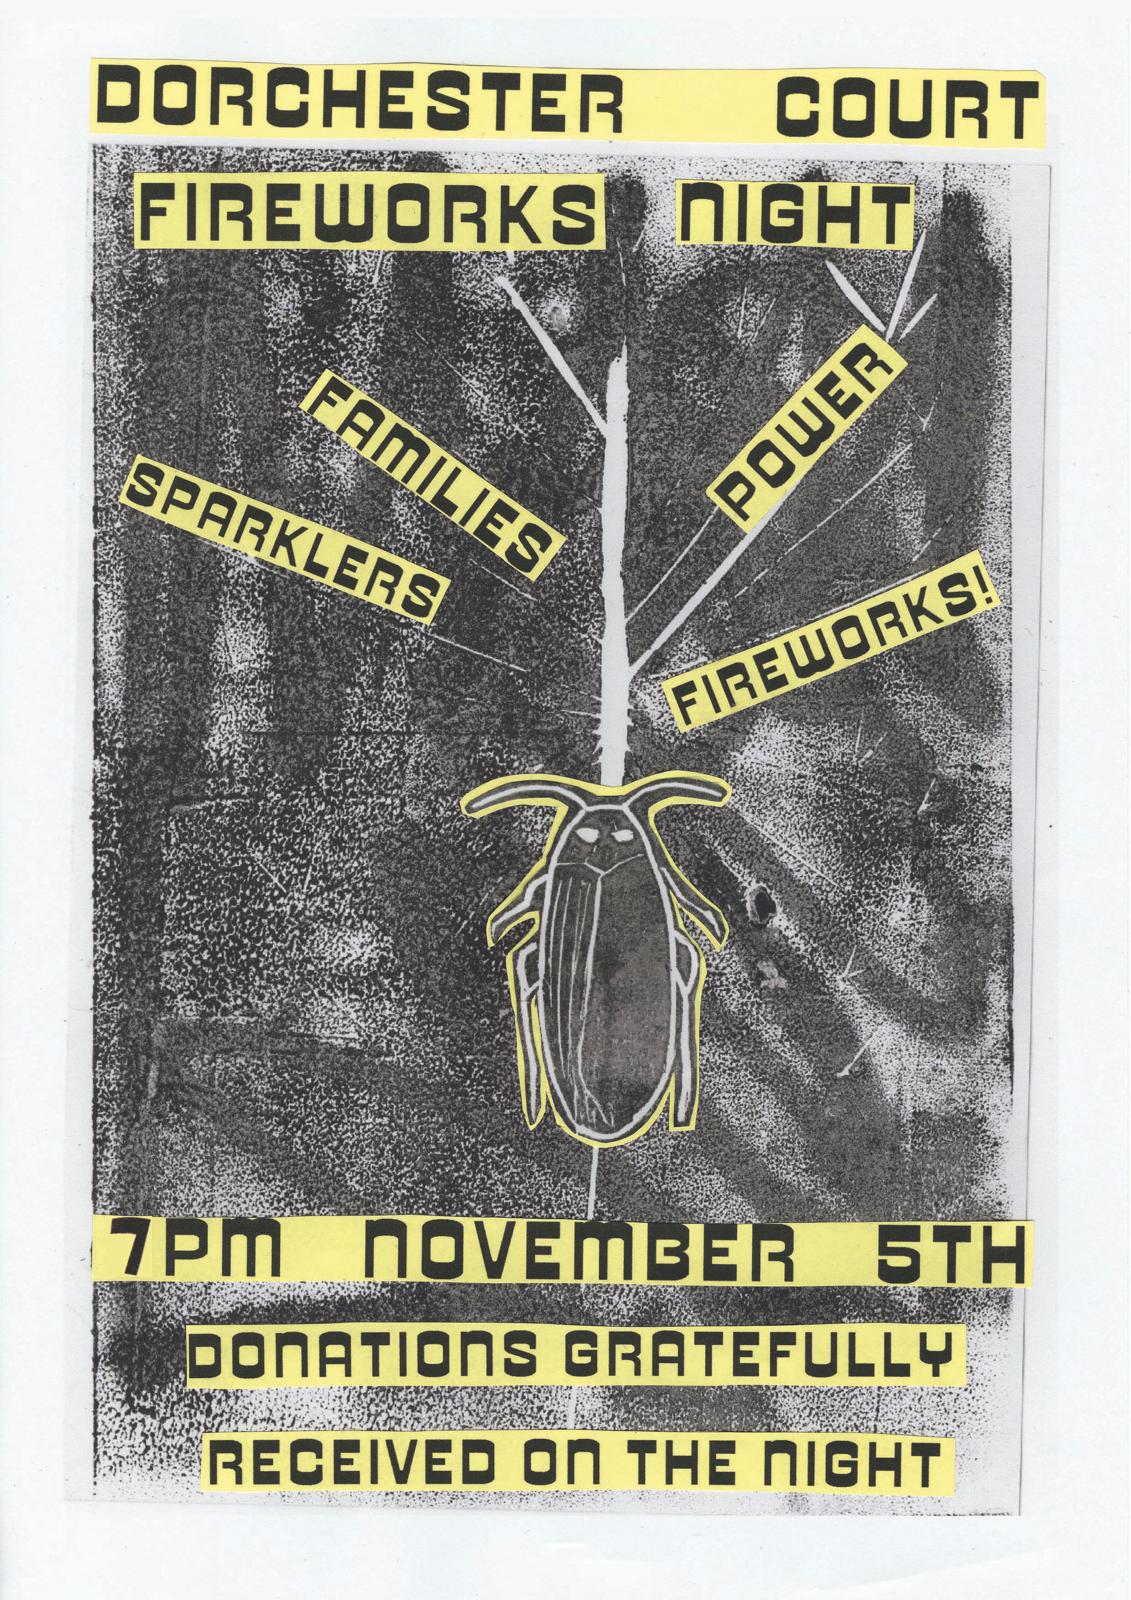 DORCHESTER COURT
FIREWORKS NIGHT
FAMILIES
SPARKLERS
POWER
FIREWORKS!
7PM NOVEMBER 5TH
DONATIONS GRATEFULLY
RECEIVED ON THE NIGHT